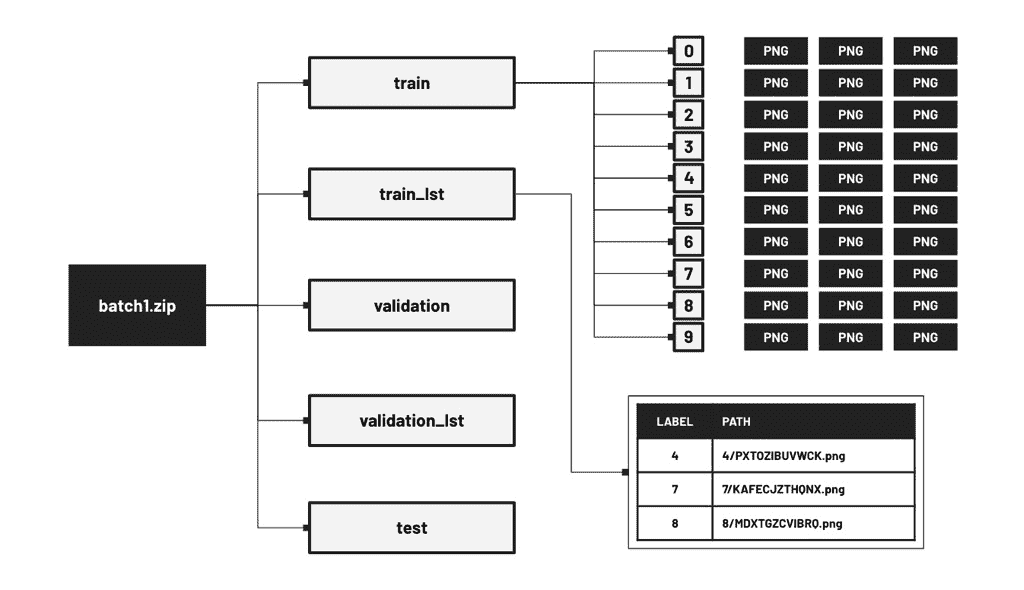 batch1.zip
train
train_lst
validation
validation_lst
test
0 PNG PNG PNG
1 PNG PNG PNG
2 PNG PNG PNG
3 PNG PNG PNG
4 PNG PNG PNG
5 PNG PNG PNG
6 PNG PNG PNG
7 PNG PNG PNG
8 PNG PNG PNG
9 PNG PNG PNG
LABEL PATH
4 4/PXTOZIBUVWCK.png
7 7/KAFECJZTHQNX.png
8 8/MDXTGZCVIBRQ.png